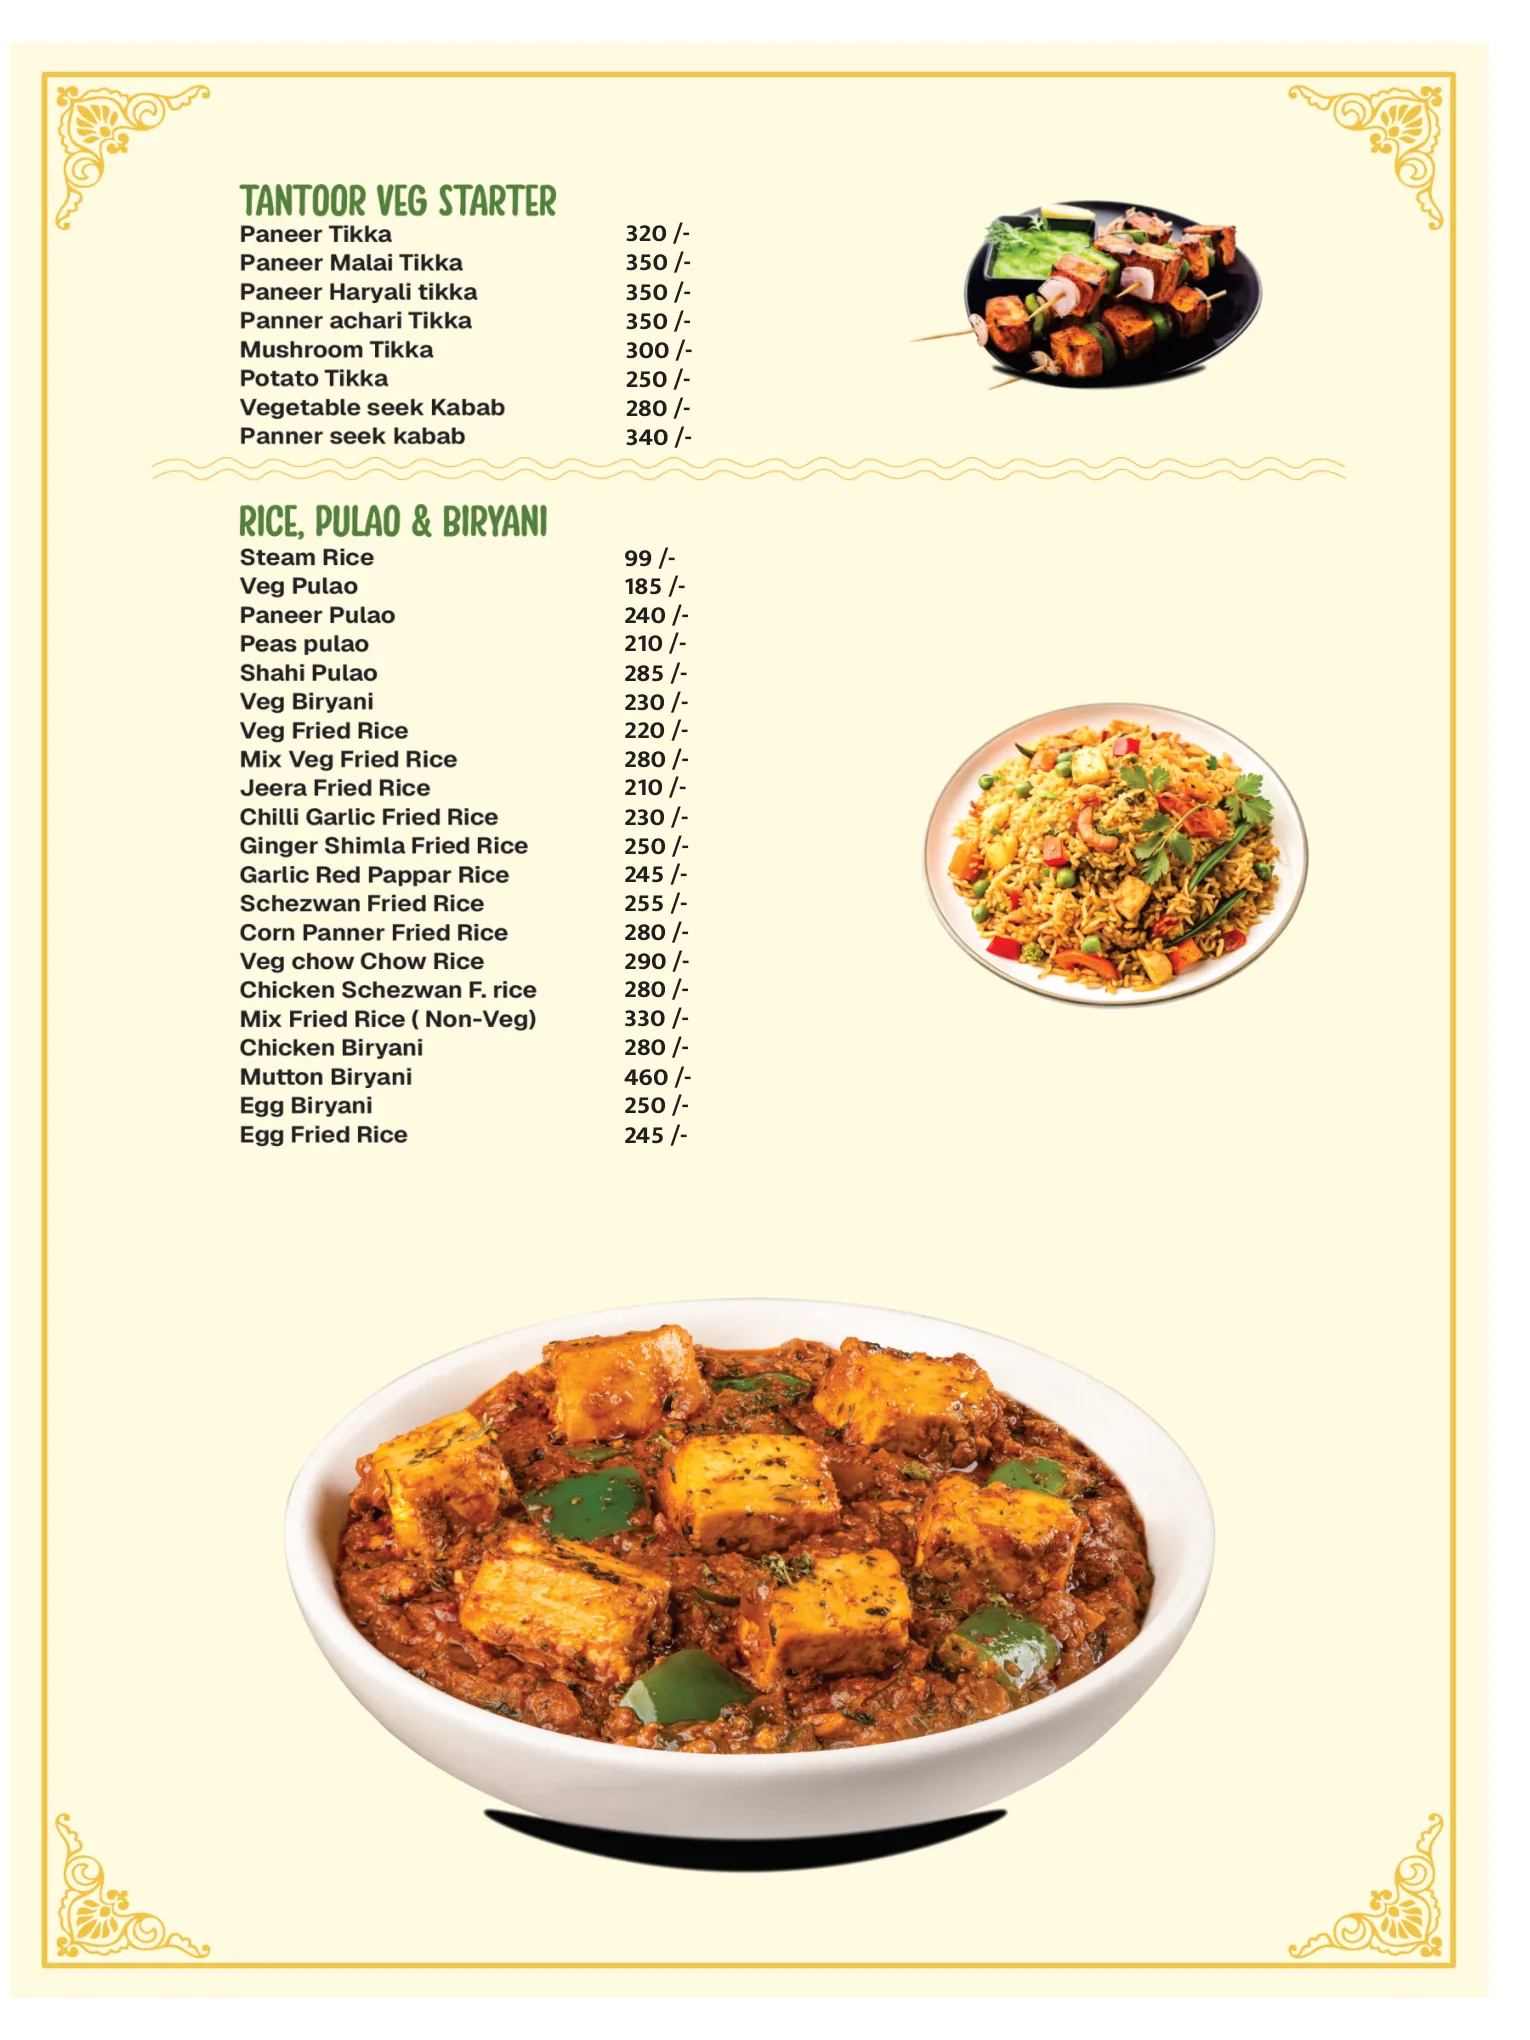 TANTOOR VEG STARTER
Paneer Tikka 320 /-
Paneer Malai Tikka 350 /-
Paneer Haryali tikka 350 /-
Panner achari Tikka 350 /-
Mushroom Tikka 300 /-
Potato Tikka 250 /-
Vegetable seek Kabab 280 /-
Panner seek kabab 340 /-
RICE, PULAO & BIRYANI
Steam Rice 99 /-
Veg Pulao 185 /-
Paneer Pulao 240 /-
Peas pulao 210 /-
Shahi Pulao 285 /-
Veg Biryani 230 /-
Veg Fried Rice 220 /-
Mix Veg Fried Rice 280 /-
Jeera Fried Rice 210 /-
Chilli Garlic Fried Rice 230 /-
Ginger Shimla Fried Rice 250 /-
Garlic Red Pappar Rice 245 /-
Schezwan Fried Rice 255 /-
Corn Panner Fried Rice 280 /-
Veg chow Chow Rice 290 /-
Chicken Schezwan F. rice 280 /-
Mix Fried Rice ( Non-Veg) 330 /-
Chicken Biryani 280 /-
Mutton Biryani 460 /-
Egg Biryani 250 /-
Egg Fried Rice 245 /-